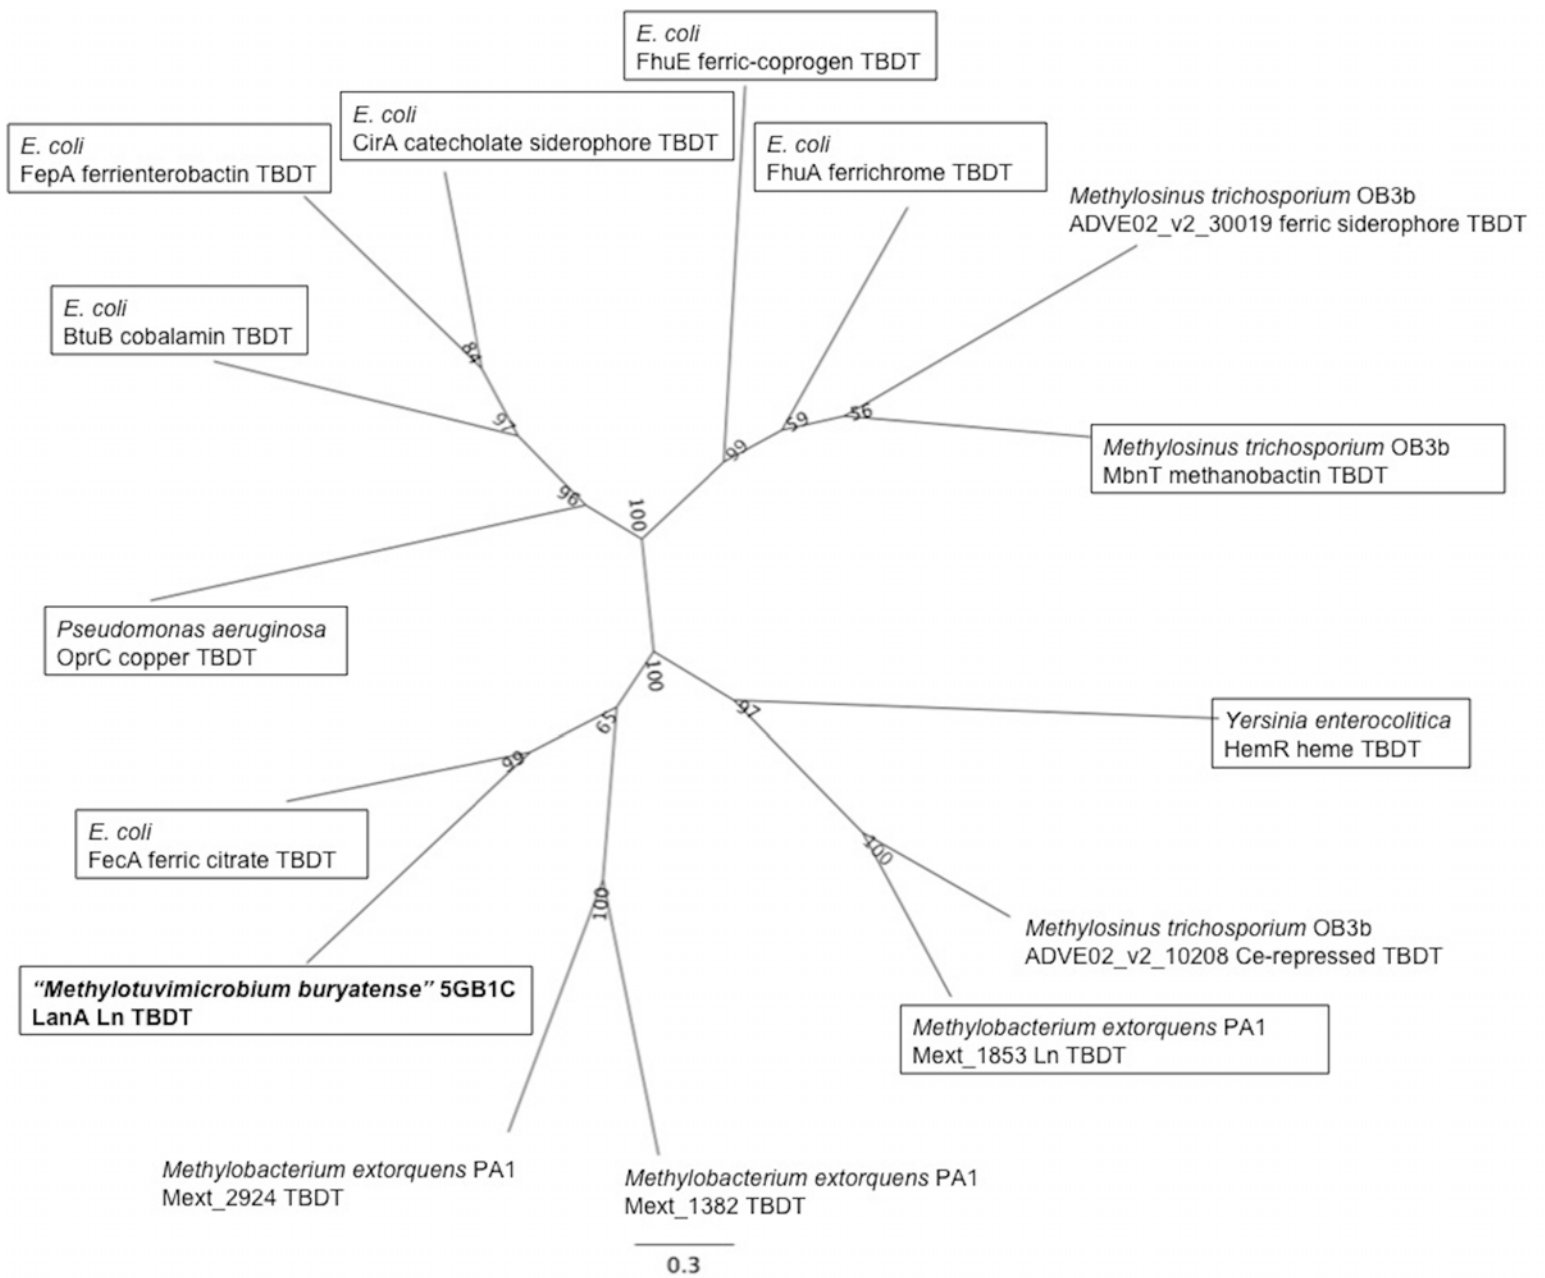 E. coli
FhuE ferric-coprogen TBDT
E. coli
CirA catecholate siderophore TBDT
E. coli
FepA ferrienterobactin TBDT
E. coli
FhuA ferrichrome TBDT
Methylosinus trichosporium OB3b
ADVE02_v2_30019 ferric siderophore TBDT
E. coli
BtuB cobalamin TBDT
84
97
96
100
99
59
56
Methylosinus trichosporium OB3b
MbnT methanobactin TBDT
Pseudomonas aeruginosa
OprC copper TBDT
100
65
99
97
Yersinia enterocolitica
HemR heme TBDT
E. coli
FecA ferric citrate TBDT
100
100
Methylosinus trichosporium OB3b
ADVE02_v2_10208 Ce-repressed TBDT
“Methylotuvimicrobium buryatense” 5GB1C
LanA Ln TBDT
Methylobacterium extorquens PA1
Mext_1853 Ln TBDT
Methylobacterium extorquens PA1
Mext_2924 TBDT
Methylobacterium extorquens PA1
Mext_1382 TBDT
0.3